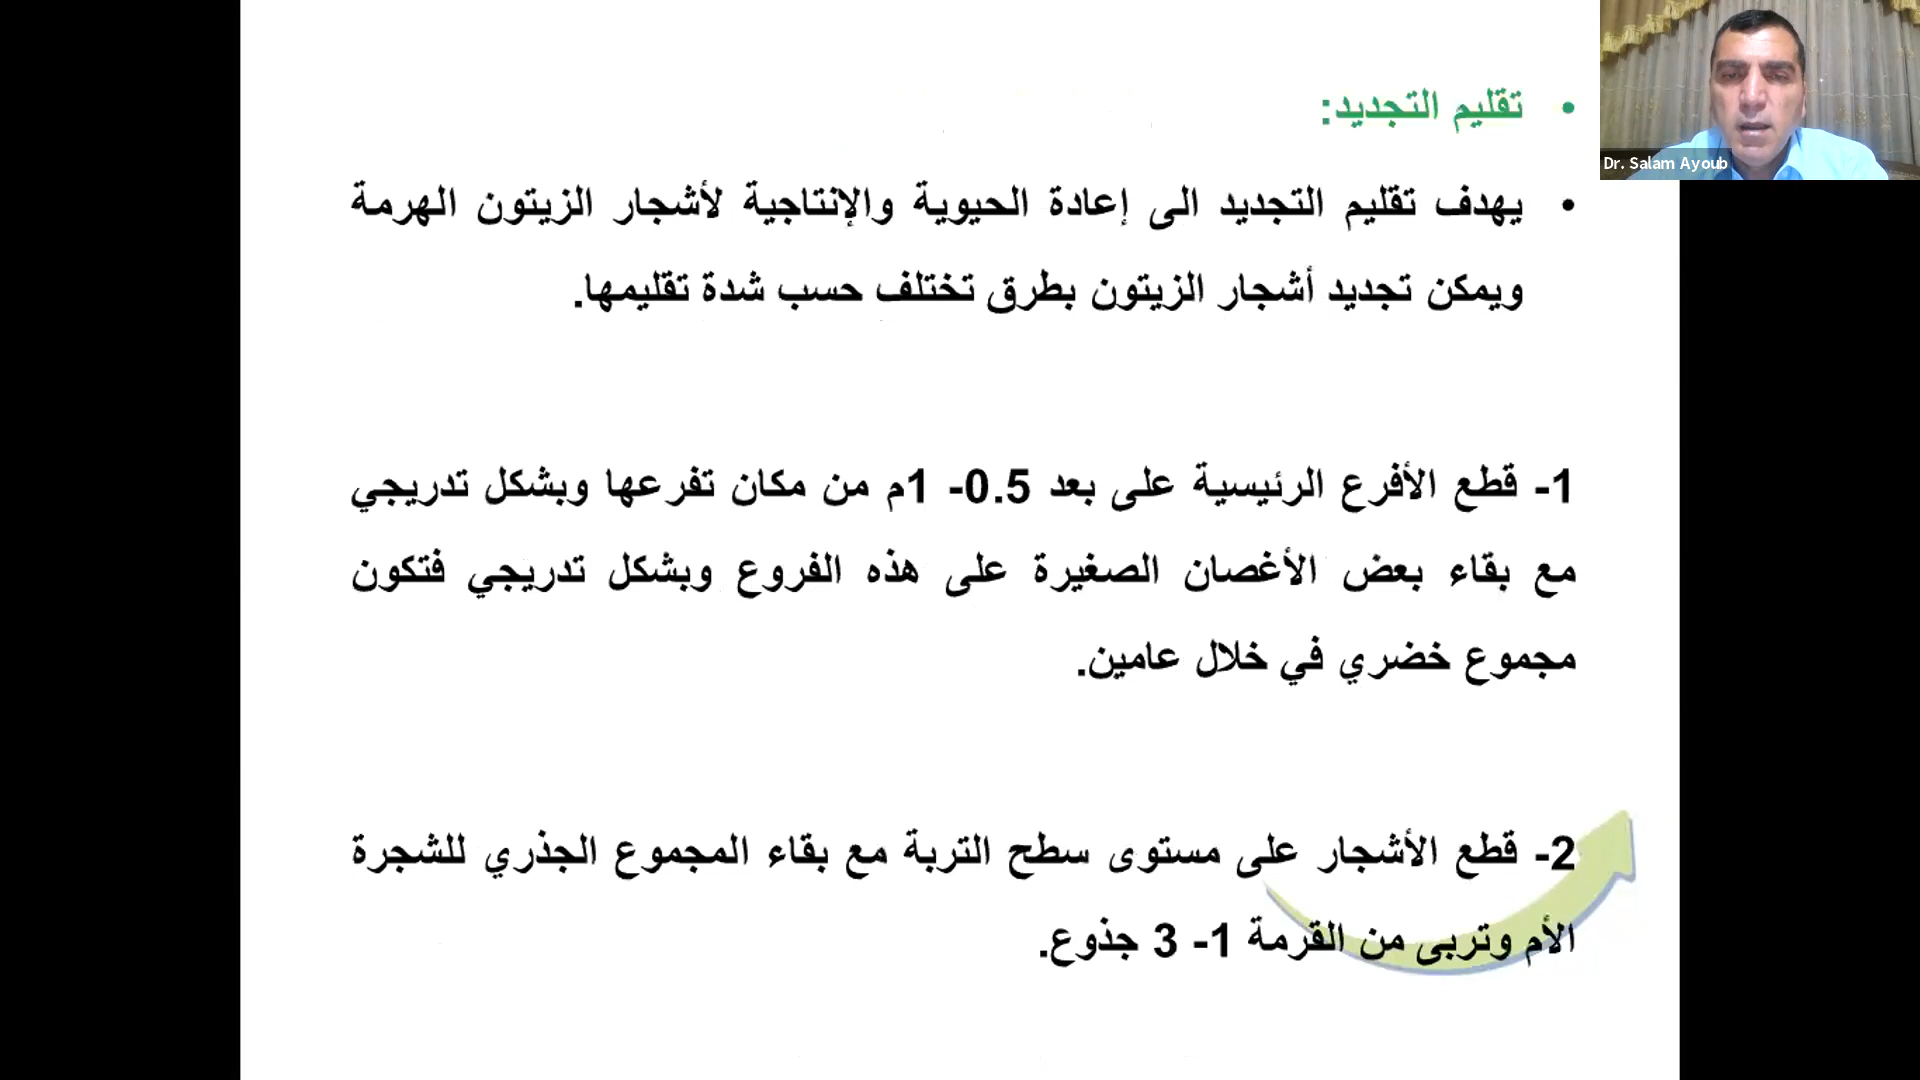 • تقليم التجديد:
• يهدف تقليم التجديد الى إعادة الحيوية والإنتاجية لأشجار الزيتون الهرمة
ويمكن تجديد أشجار الزيتون بطرق تختلف حسب شدة تقليمها.
1- قطع الأفرع الرئيسية على بعد 0.5- 1م من مكان تفرعها وبشكل تدريجي
مع بقاء بعض الأغصان الصغيرة على هذه الفروع وبشكل تدريجي فتكون
مجموع خضري في خلال عامين.
2- قطع الأشجار على مستوى سطح التربة مع بقاء المجموع الجذري للشجرة
الأم وتربى من القرمة 1- 3 جذوع.
Dr. Salam Ayoub